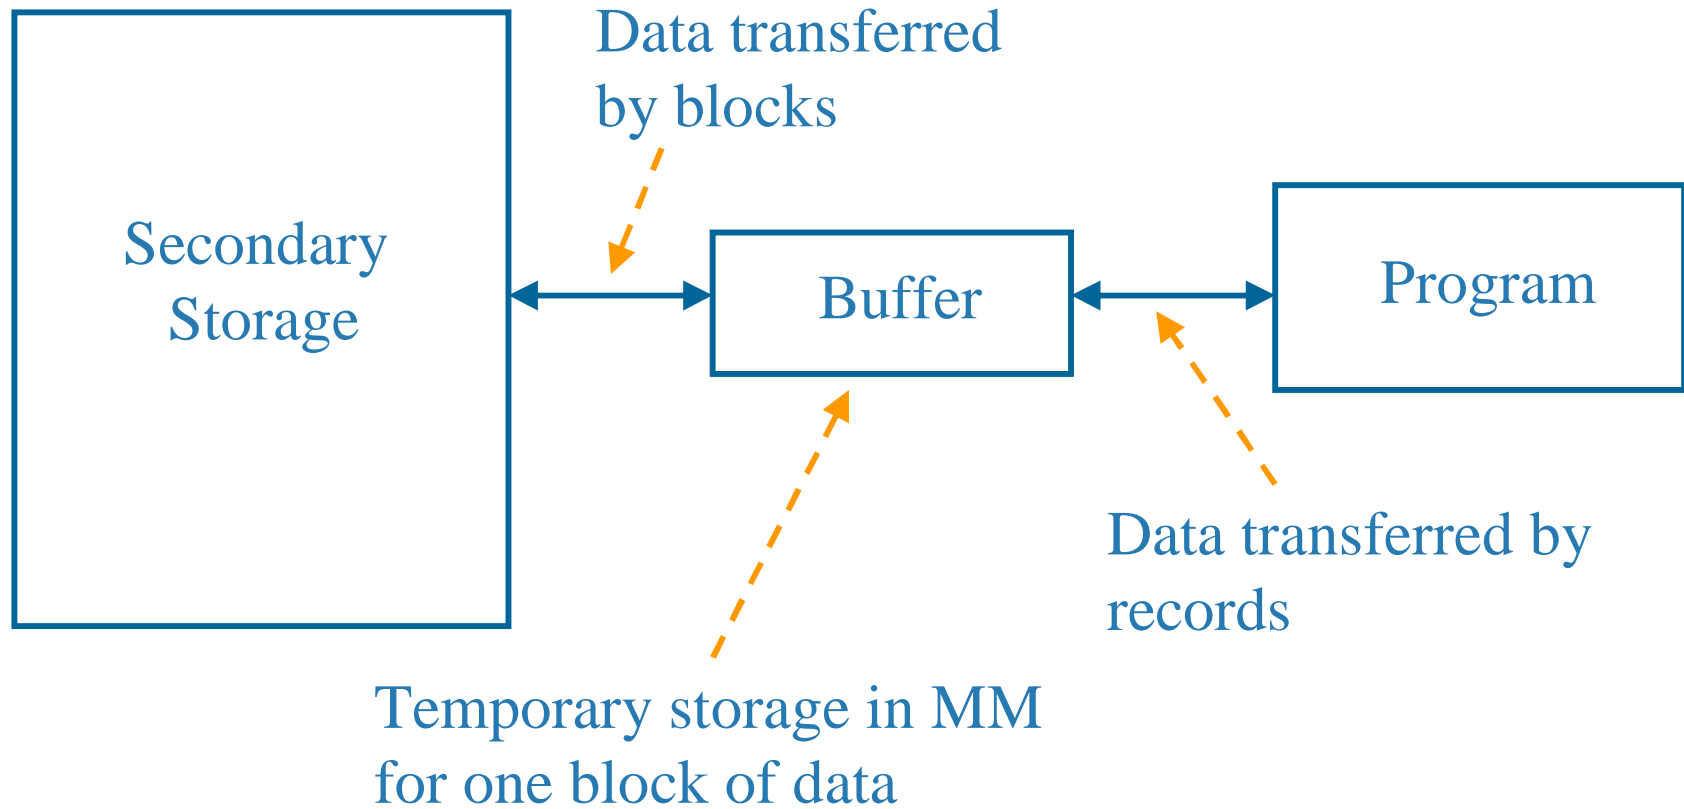 Data transferred
by blocks
Secondary
Storage
Buffer
Program
Data transferred by
records
Temporary storage in MM
for one block of data